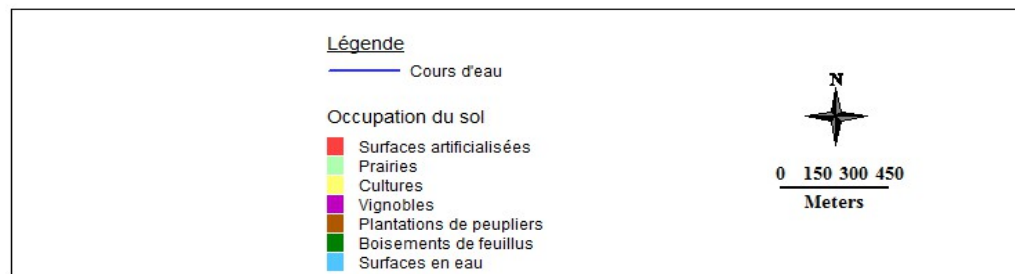 Légende
Cours d'eau
Occupation du sol
Surfaces artificialisées
Prairies
Cultures
Vignobles
Plantations de peupliers
Boisements de feuillus
Surfaces en eau
N
0 150 300 450
Meters